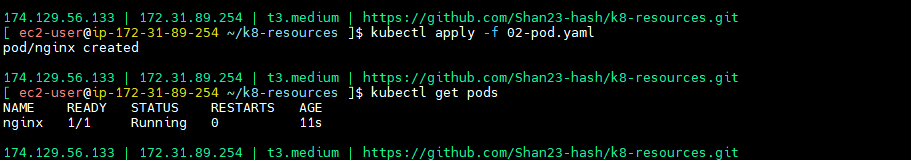 174.129.56.133 | 172.31.89.254 | t3.medium | https://github.com/Shan23-hash/k8-resources.git
[ ec2-user@ip-172-31-89-254 ~/k8-resources ]$ kubectl apply -f 02-pod.yaml
pod/nginx created
174.129.56.133 | 172.31.89.254 | t3.medium | https://github.com/Shan23-hash/k8-resources.git
[ ec2-user@ip-172-31-89-254 ~/k8-resources ]$ kubectl get pods
NAME    READY   STATUS    RESTARTS   AGE
nginx   1/1     Running   0          11s
174.129.56.133 | 172.31.89.254 | t3.medium | https://github.com/Shan23-hash/k8-resources.git